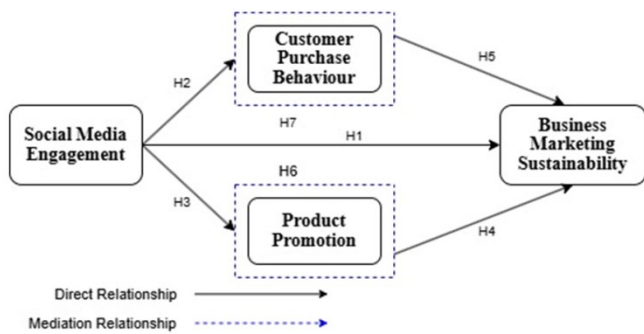 Customer
Purchase
Behaviour
H5
H2
H7
Social Media
Engagement
H1
Business
Marketing
Sustainability
H6
H3
Product
Promotion
H4
Direct Relationship
Mediation Relationship